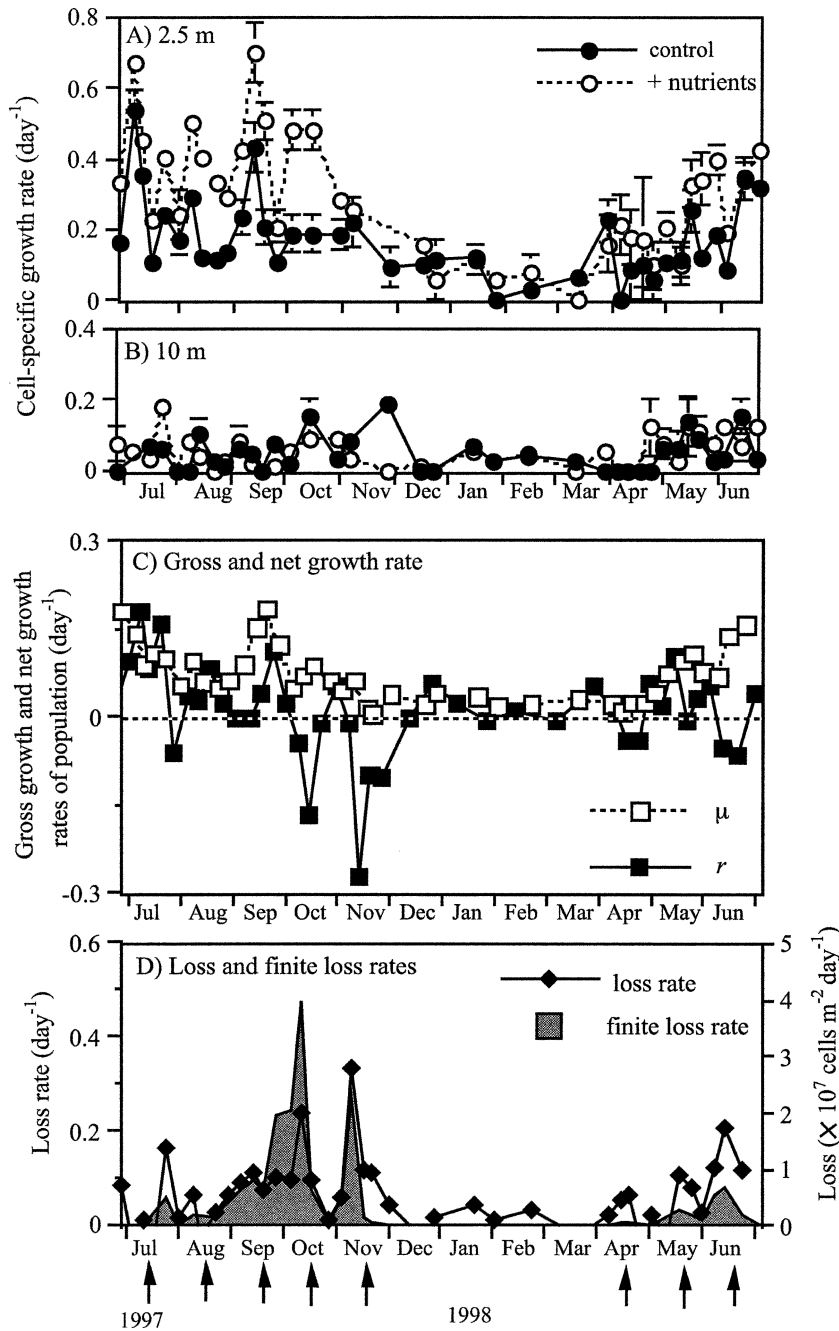 A) 2.5 m
control
+ nutrients
0.8
0.6
0.4
0.2
0
Cell-specific growth rate (day⁻¹)
B) 10 m
0.4
0.2
0
Jul Aug Sep Oct Nov Dec Jan Feb Mar Apr May Jun
C) Gross and net growth rate
0.3
0
-0.3
Gross growth and net growth
rates of population (day⁻¹)
μ
r
Jul Aug Sep Oct Nov Dec Jan Feb Mar Apr May Jun
D) Loss and finite loss rates
loss rate
finite loss rate
0.6
0.4
0.2
0
Loss rate (day⁻¹)
5
4
3
2
1
0
Loss (× 10⁷ cells m⁻² day⁻¹)
Jul Aug Sep Oct Nov Dec Jan Feb Mar Apr May Jun
1997 1998